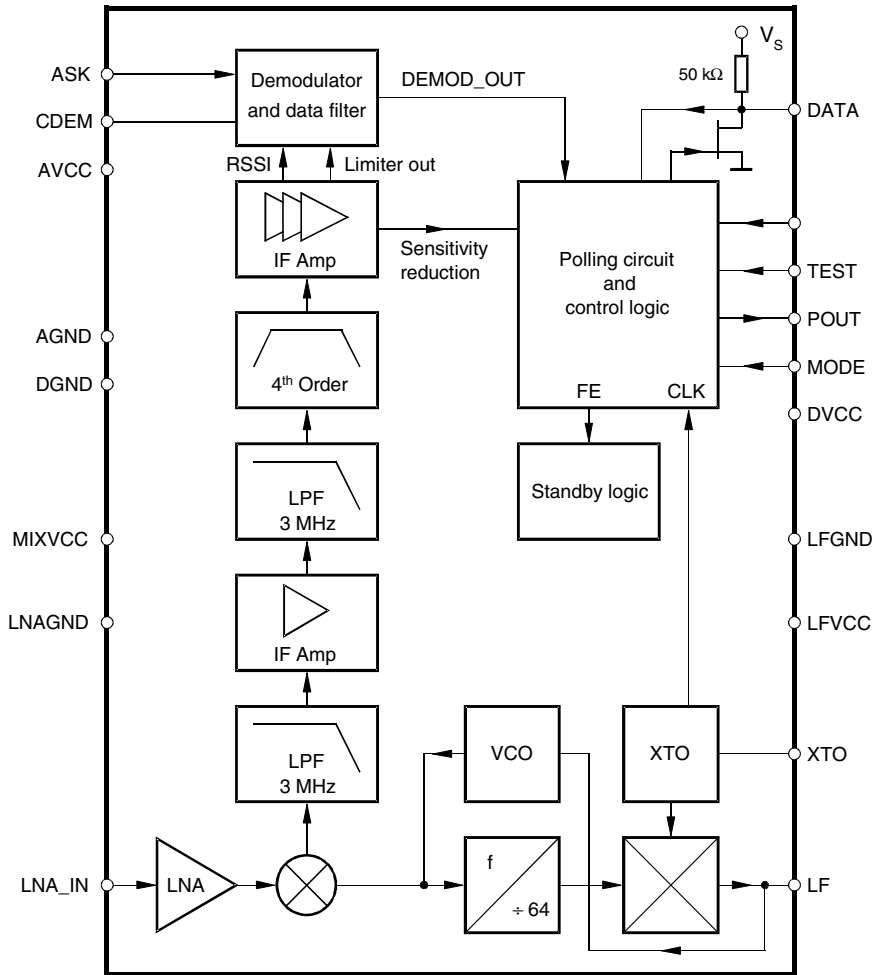 V_S
50 kΩ
ASK
Demodulator
and data filter
DEMOD_OUT
DATA
CDEM
AVCC
RSSI
Limiter out
IF Amp
Sensitivity
reduction
Polling circuit
and
control logic
TEST
POUT
MODE
AGND
4th Order
DGND
FE
CLK
DVCC
LPF
3 MHz
Standby logic
MIXVCC
LFGND
LNAGND
IF Amp
LFVCC
LPF
3 MHz
VCO
XTO
XTO
LNA_IN
LNA
f
÷ 64
LF